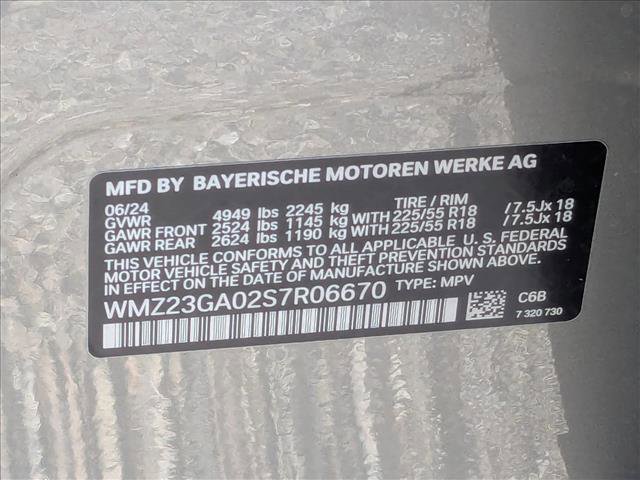 MFD BY BAYERISCHE MOTOREN WERKE AG
06/24 TIRE / RIM
GVWR 4949 lbs 2245 kg
GAWR FRONT 2524 lbs 1145 kg WITH 225/55 R18 /7.5Jx 18
GAWR REAR 2624 lbs 1190 kg WITH 225/55 R18 /7.5Jx 18
THIS VEHICLE CONFORMS TO ALL APPLICABLE U. S. FEDERAL
MOTOR VEHICLE SAFETY AND THEFT PREVENTION STANDARDS
IN EFFECT ON THE DATE OF MANUFACTURE SHOWN ABOVE.
WMZ23GA02S7R06670 TYPE: MPV
C6B
7 320 730